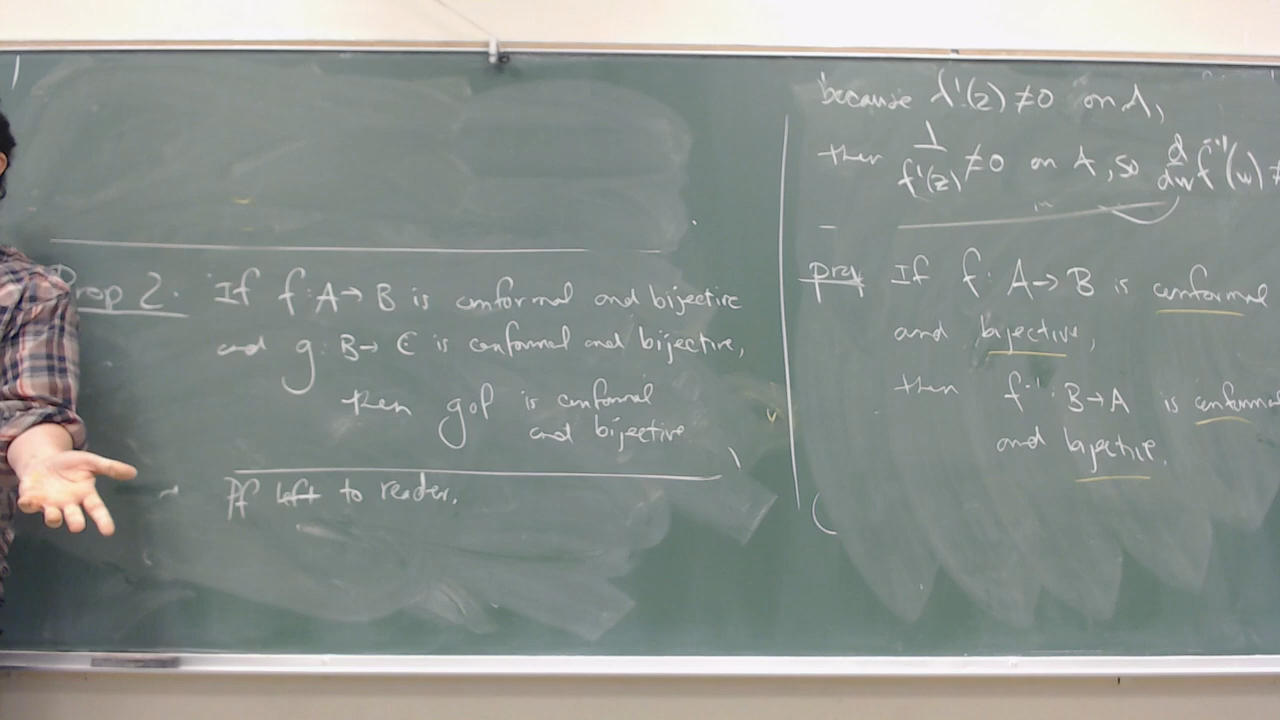 Prop 2. If f: A → B is conformal and bijective
and g: B → C is conformal and bijective,
then g∘f is conformal
and bijective
Pf left to reader.
because f'(z) ≠ 0 on A,
then 1/f'(z) ≠ 0 on A, so d/dw f⁻¹(w) ≠
prop If f: A → B is conformal
and bijective,
then f⁻¹: B → A is conformal
and bijective.